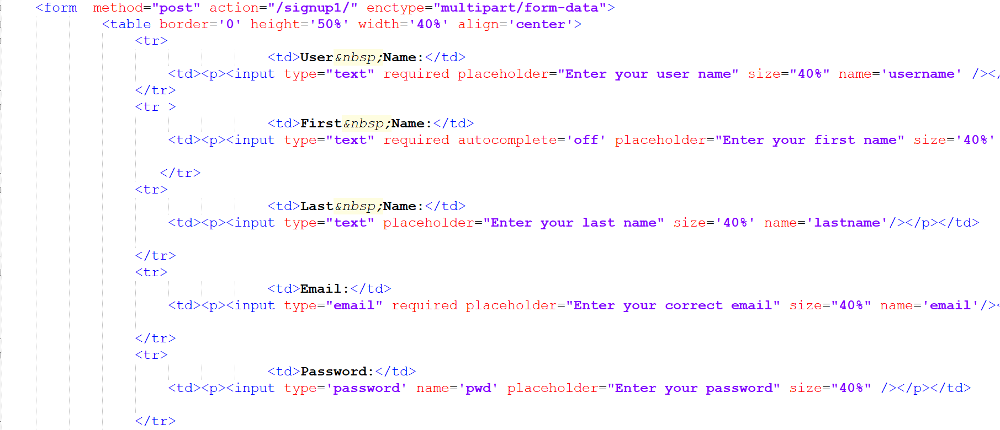 <form  method="post" action="/signup1/" enctype="multipart/form-data">
<table border='0' height='50%' width='40%' align='center'>
<tr>
<td>User&nbsp;Name:</td>
<td><p><input type="text" required placeholder="Enter your user name" size="40%" name='username' /></
</tr>
<tr >
<td>First&nbsp;Name:</td>
<td><p><input type="text" required autocomplete='off' placeholder="Enter your first name" size='40%'
</tr>
<tr>
<td>Last&nbsp;Name:</td>
<td><p><input type="text" placeholder="Enter your last name" size='40%' name='lastname'/></p></td>
</tr>
<tr>
<td>Email:</td>
<td><p><input type="email" required placeholder="Enter your correct email" size="40%" name='email'/><
</tr>
<tr>
<td>Password:</td>
<td><p><input type='password' name='pwd' placeholder="Enter your password" size="40%" /></p></td>
</tr>